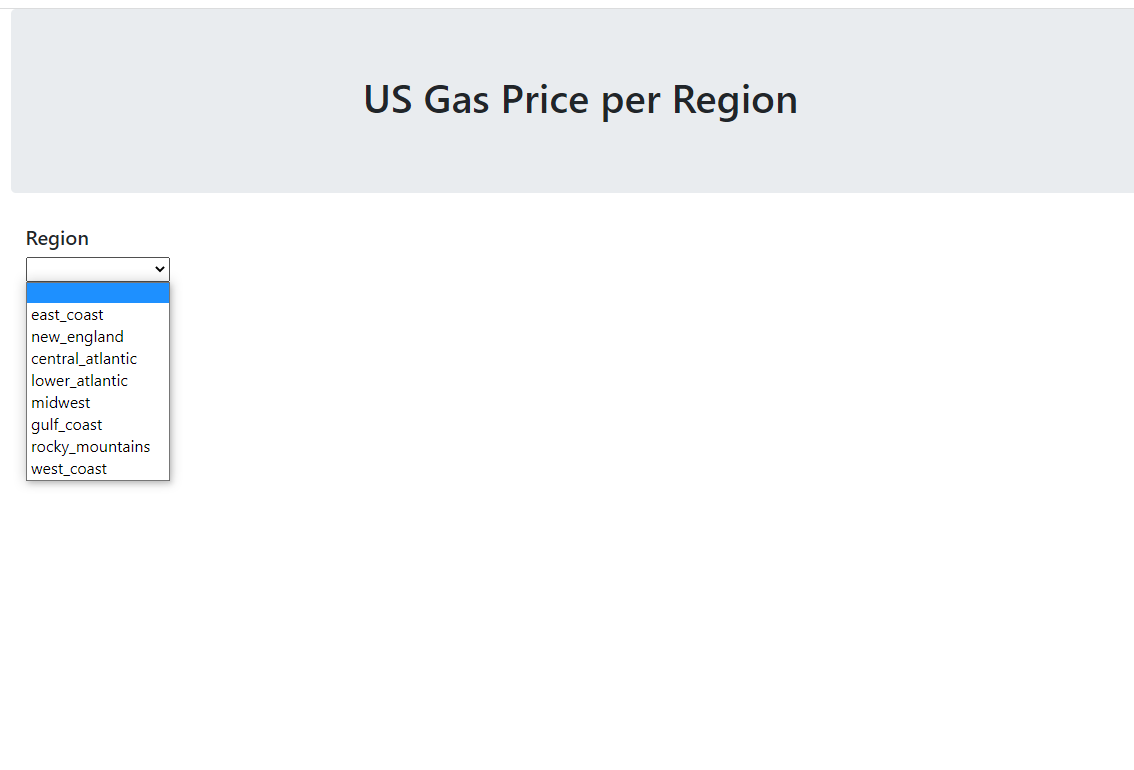 US Gas Price per Region
Region
east_coast
new_england
central_atlantic
lower_atlantic
midwest
gulf_coast
rocky_mountains
west_coast